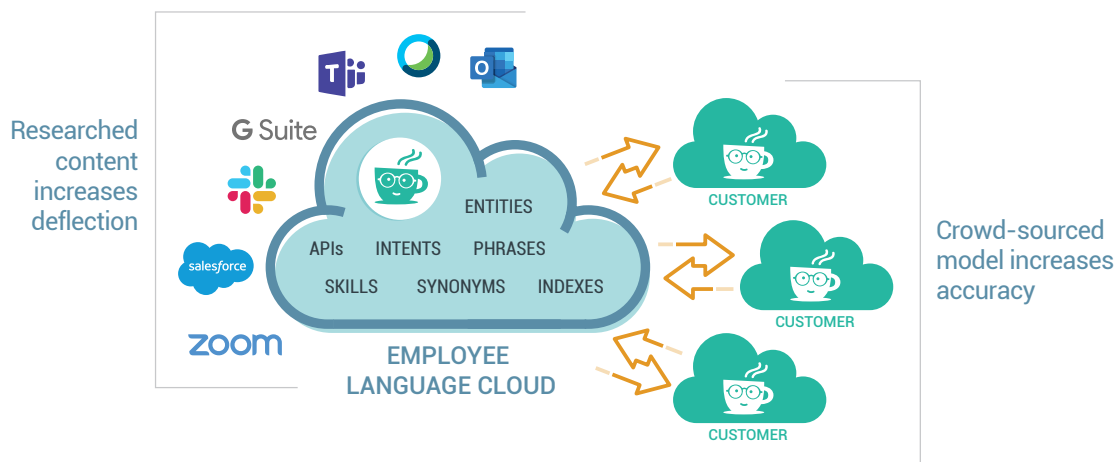 Researched
content
increases
deflection
T
O
G Suite
salesforce
zoom
ENTITIES
APIs INTENTS PHRASES
SKILLS SYNONYMS INDEXES
EMPLOYEE
LANGUAGE CLOUD
CUSTOMER
CUSTOMER
CUSTOMER
Crowd-sourced
model increases
accuracy